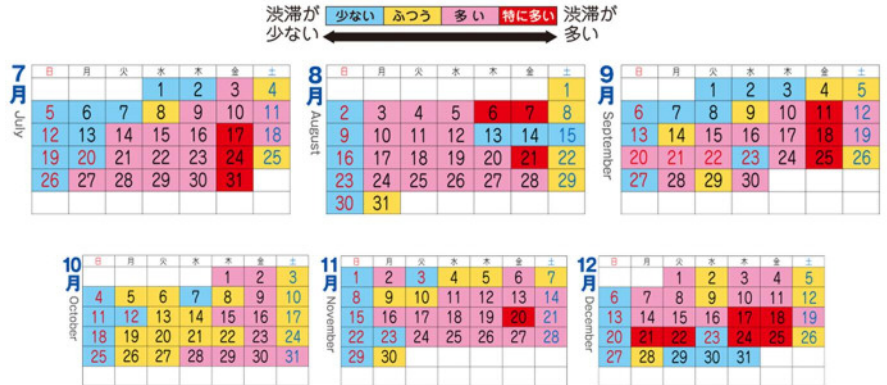 渋滞が
少ない
少ない ふつう 多い 特に多い
渋滞が
多い
7月
July
日 月 火 水 木 金 土
1 2 3 4
5 6 7 8 9 10 11
12 13 14 15 16 17 18
19 20 21 22 23 24 25
26 27 28 29 30 31
8月
August
日 月 火 水 木 金 土
1
2 3 4 5 6 7 8
9 10 11 12 13 14 15
16 17 18 19 20 21 22
23 24 25 26 27 28 29
30 31
9月
September
日 月 火 水 木 金 土
1 2 3 4 5
6 7 8 9 10 11 12
13 14 15 16 17 18 19
20 21 22 23 24 25 26
27 28 29 30
10月
October
日 月 火 水 木 金 土
1 2 3
4 5 6 7 8 9 10
11 12 13 14 15 16 17
18 19 20 21 22 23 24
25 26 27 28 29 30 31
11月
November
日 月 火 水 木 金 土
1 2 3 4 5 6 7
8 9 10 11 12 13 14
15 16 17 18 19 20 21
22 23 24 25 26 27 28
29 30
12月
December
日 月 火 水 木 金 土
1 2 3 4 5
6 7 8 9 10 11 12
13 14 15 16 17 18 19
20 21 22 23 24 25 26
27 28 29 30 31